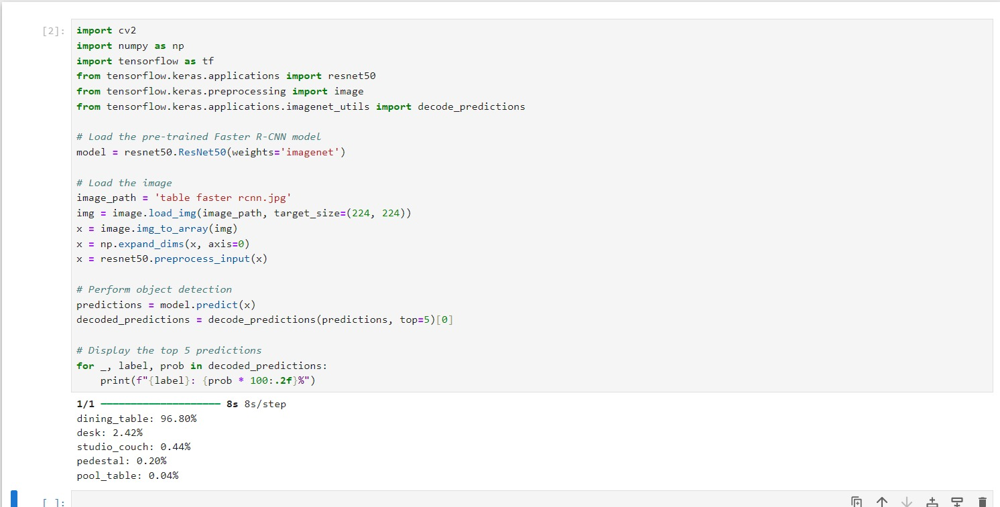 [2]:
import cv2
import numpy as np
import tensorflow as tf
from tensorflow.keras.applications import resnet50
from tensorflow.keras.preprocessing import image
from tensorflow.keras.applications.imagenet_utils import decode_predictions

# Load the pre-trained Faster R-CNN model
model = resnet50.ResNet50(weights='imagenet')

# Load the image
image_path = 'table faster rcnn.jpg'
img = image.load_img(image_path, target_size=(224, 224))
x = image.img_to_array(img)
x = np.expand_dims(x, axis=0)
x = resnet50.preprocess_input(x)

# Perform object detection
predictions = model.predict(x)
decoded_predictions = decode_predictions(predictions, top=5)[0]

# Display the top 5 predictions
for _, label, prob in decoded_predictions:
    print(f"{label}: {prob * 100:.2f}%")
1/1 ━━━━━━━━━━━━━━━━━━━━ 8s 8s/step
dining_table: 96.80%
desk: 2.42%
studio_couch: 0.44%
pedestal: 0.20%
pool_table: 0.04%
[ ]: